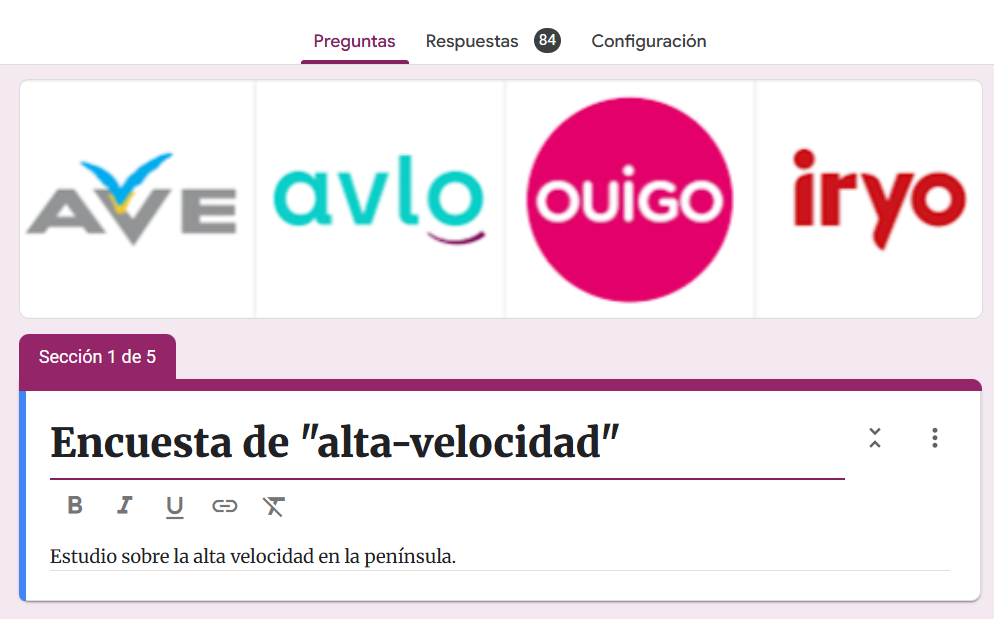 Preguntas Respuestas 84 Configuración
AVE avlo OUIGO iryo
Sección 1 de 5
Encuesta de "alta-velocidad"
B I U
Estudio sobre la alta velocidad en la península.